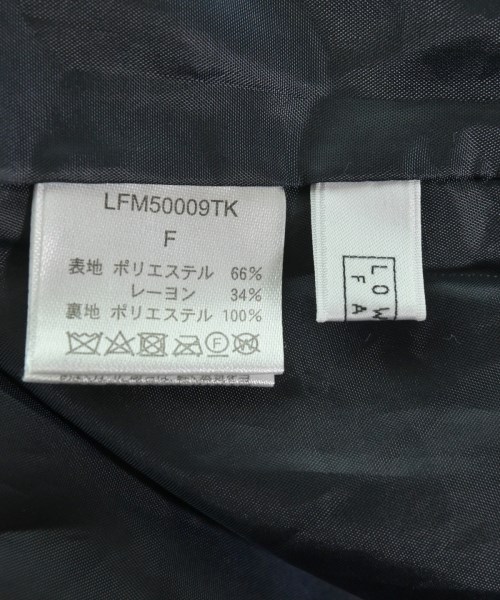 LFM50009TK
F
表地 ポリエステル 66%
レーヨン 34%
裏地 ポリエステル 100%
F
LOW
FA